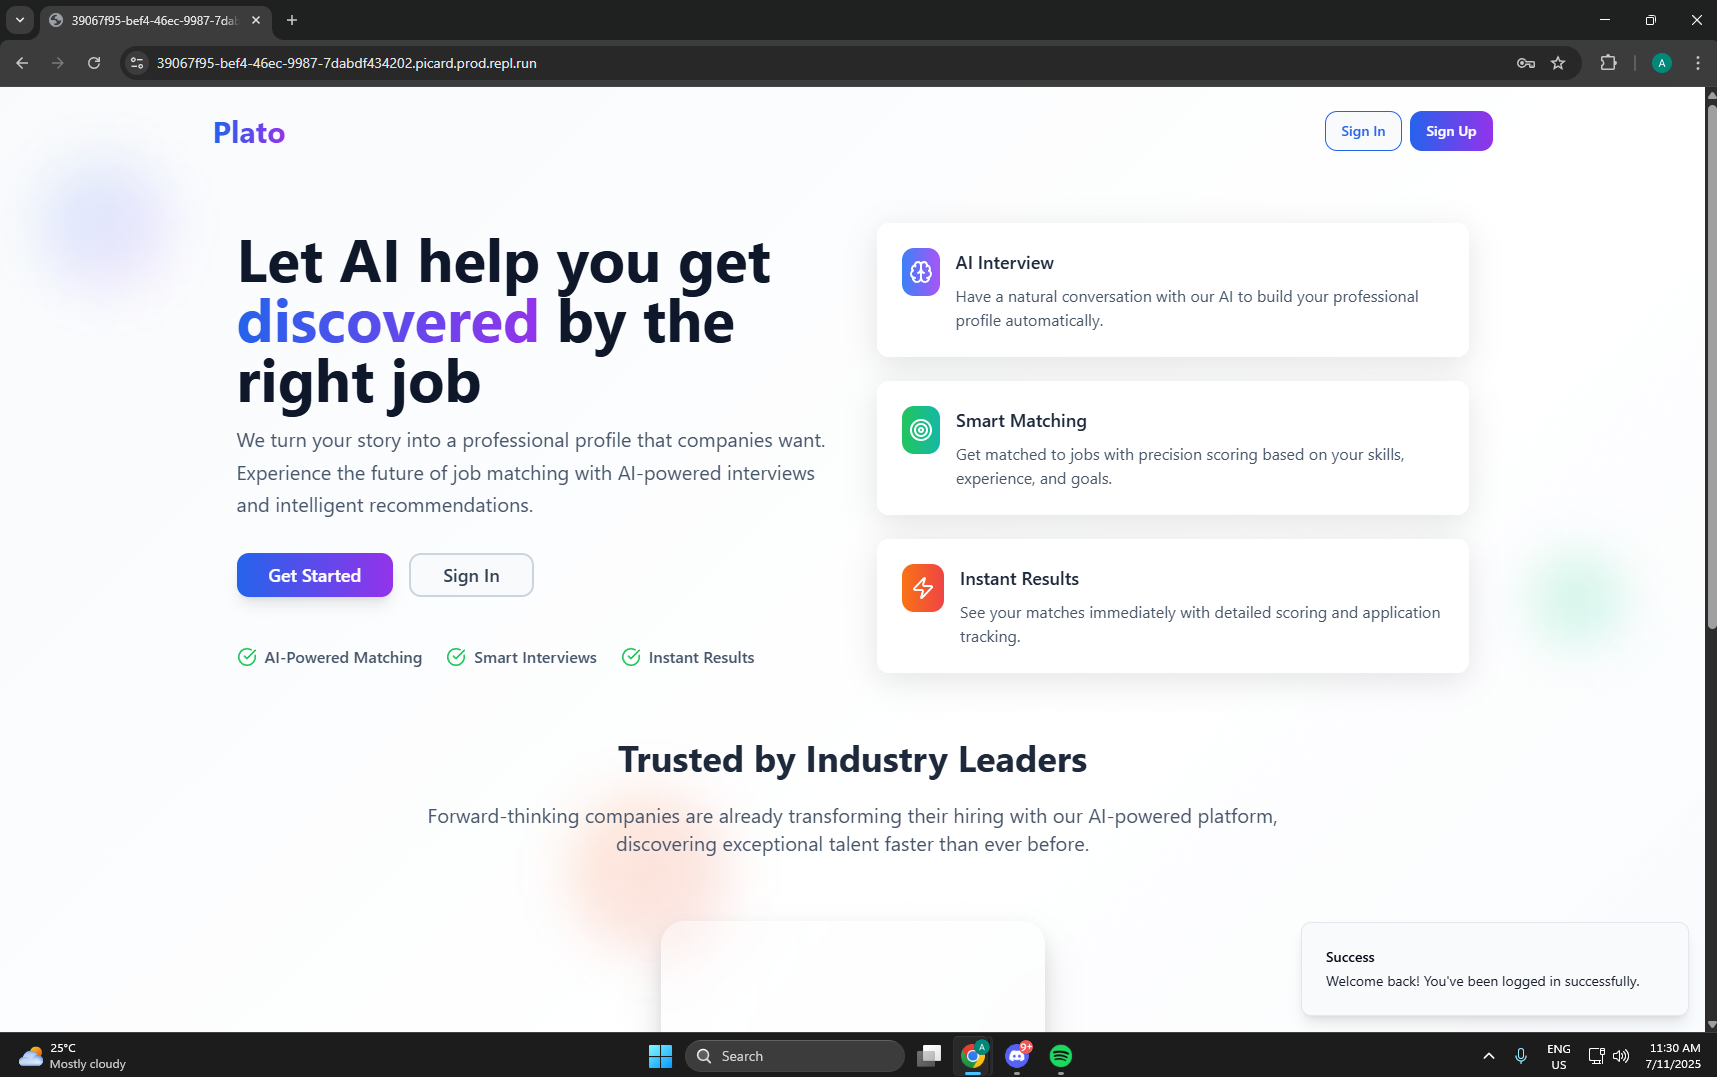 39067f95-bef4-46ec-9987-7dab
39067f95-bef4-46ec-9987-7dabdf434202.picard.prod.repl.run
A
Plato
Sign In
Sign Up
Let AI help you get
discovered by the
right job
We turn your story into a professional profile that companies want.
Experience the future of job matching with AI-powered interviews
and intelligent recommendations.
Get Started
Sign In
AI-Powered Matching
Smart Interviews
Instant Results
AI Interview
Have a natural conversation with our AI to build your professional
profile automatically.
Smart Matching
Get matched to jobs with precision scoring based on your skills,
experience, and goals.
Instant Results
See your matches immediately with detailed scoring and application
tracking.
Trusted by Industry Leaders
Forward-thinking companies are already transforming their hiring with our AI-powered platform,
discovering exceptional talent faster than ever before.
Success
Welcome back! You've been logged in successfully.
25°C
Mostly cloudy
Search
A
9+
ENG
US
11:30 AM
7/11/2025